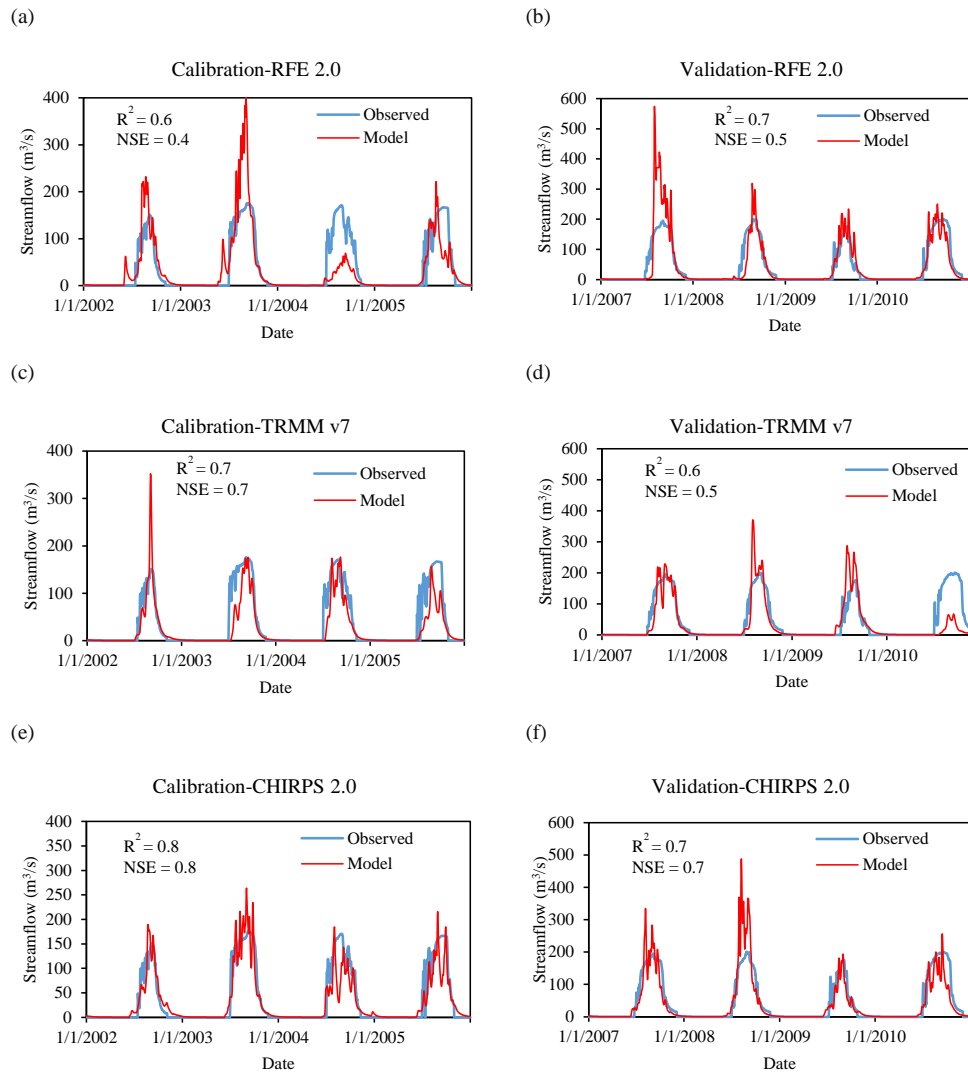 (a)
Calibration-RFE 2.0
Streamflow (m³/s)
400
300
200
100
0
R² = 0.6
NSE = 0.4
Observed
Model
1/1/2002 1/1/2003 1/1/2004 1/1/2005
Date
(b)
Validation-RFE 2.0
Streamflow (m³/s)
600
500
400
300
200
100
0
R² = 0.7
NSE = 0.5
Observed
Model
1/1/2007 1/1/2008 1/1/2009 1/1/2010
Date
(c)
Calibration-TRMM v7
Streamflow (m³/s)
400
300
200
100
0
R² = 0.7
NSE = 0.7
Observed
Model
1/1/2002 1/1/2003 1/1/2004 1/1/2005
Date
(d)
Validation-TRMM v7
Streamflow (m³/s)
600
500
400
300
200
100
0
R² = 0.6
NSE = 0.5
Observed
Model
1/1/2007 1/1/2008 1/1/2009 1/1/2010
Date
(e)
Calibration-CHIRPS 2.0
Streamflow (m³/s)
400
350
300
250
200
150
100
50
0
R² = 0.8
NSE = 0.8
Observed
Model
1/1/2002 1/1/2003 1/1/2004 1/1/2005
Date
(f)
Validation-CHIRPS 2.0
Streamflow (m³/s)
600
500
400
300
200
100
0
R² = 0.7
NSE = 0.7
Observed
Model
1/1/2007 1/1/2008 1/1/2009 1/1/2010
Date